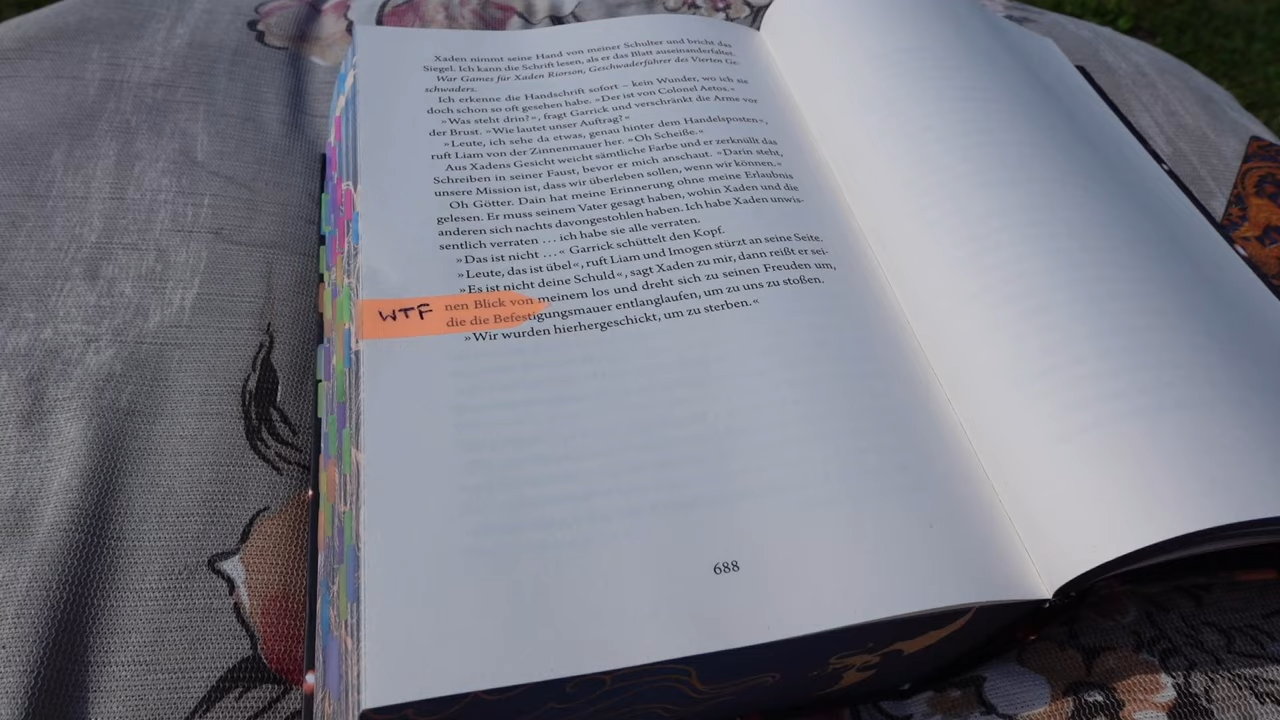 Xaden nimmt seine Hand von meiner Schulter und bricht das
Siegel. Ich kann die Schrift lesen, als er das Blatt auseinanderfaltet.
War Games für Xaden Riorson, Geschwaderführer des Vierten Ge-
schwaders.
Ich erkenne die Handschrift sofort – kein Wunder, wo ich sie
doch schon so oft gesehen habe. »Der ist von Colonel Aetos.«
»Was steht drin?«, fragt Garrick und verschränkt die Arme vor
der Brust. »Wie lautet unser Auftrag?«
»Leute, ich sehe da etwas, genau hinter dem Handelsposten«,
ruft Liam von der Zinnenmauer her. »Oh Scheiße.«
Aus Xadens Gesicht weicht sämtliche Farbe und er zerknüllt das
Schreiben in seiner Faust, bevor er mich anschaut. »Darin steht,
unsere Mission ist, dass wir überleben sollen, wenn wir können.«
Oh Götter. Dain hat meine Erinnerung ohne meine Erlaubnis
gelesen. Er muss seinem Vater gesagt haben, wohin Xaden und die
anderen sich nachts davongestohlen haben. Ich habe Xaden unwis-
sentlich verraten … ich habe sie alle verraten.
»Das ist nicht …« Garrick schüttelt den Kopf.
»Leute, das ist übel«, ruft Liam und Imogen stürzt an seine Seite.
»Es ist nicht deine Schuld«, sagt Xaden zu mir, dann reißt er sei-
nen Blick von meinem los und dreht sich zu seinen Freuden um,
die die Befestigungsmauer entlanglaufen, um zu uns zu stoßen.
»Wir wurden hierhergeschickt, um zu sterben.«
WTF
688